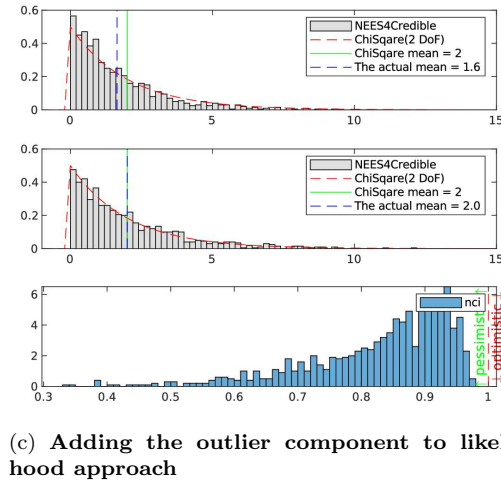 0.6
0.4
0.2
0
NEES4Credible
ChiSqare(2 DoF)
ChiSqare mean = 2
The actual mean = 1.6
0 5 10 15
0.6
0.4
0.2
0
NEES4Credible
ChiSqare(2 DoF)
ChiSqare mean = 2
The actual mean = 2.0
0 5 10 15
6
4
2
0
nci
pessimist
optimistic
0.3 0.4 0.5 0.6 0.7 0.8 0.9 1
(c) Adding the outlier component to likel
hood approach